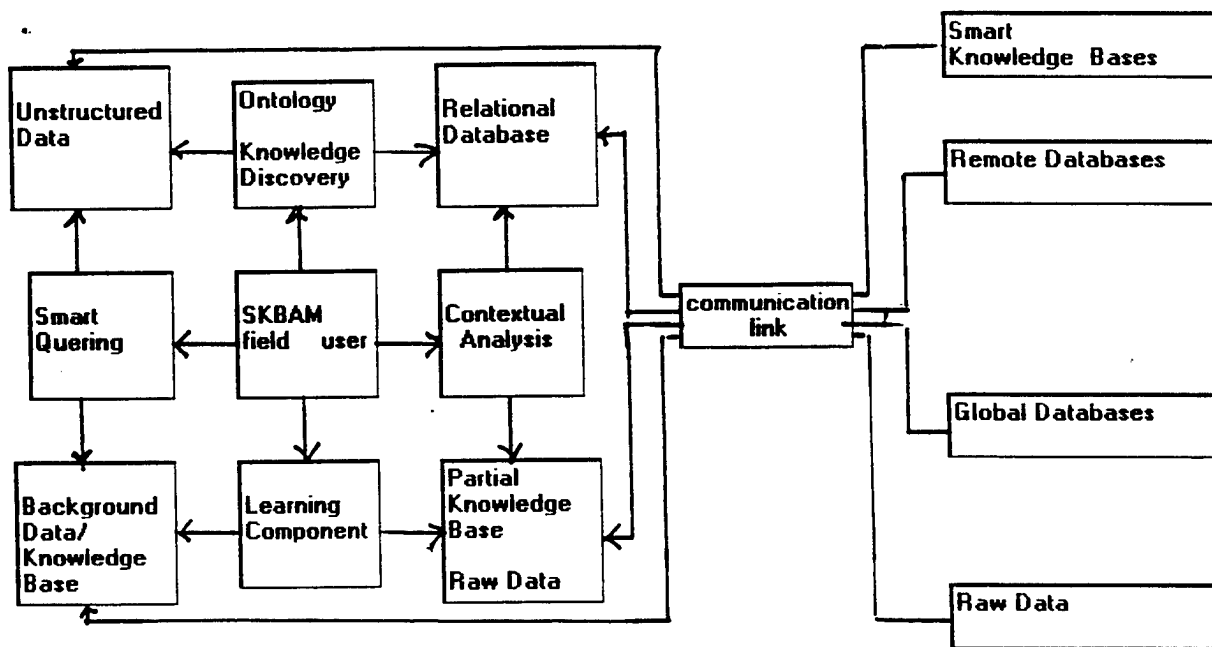 Unstructured
Data
Ontology
Knowledge
Discovery
Relational
Database
Smart
Quering
SKBAM
field user
Contextual
Analysis
Background
Data/
Knowledge
Base
Learning
Component
Partial
Knowledge
Base
Raw Data
communication
link
Smart
Knowledge Bases
Remote Databases
Global Databases
Raw Data